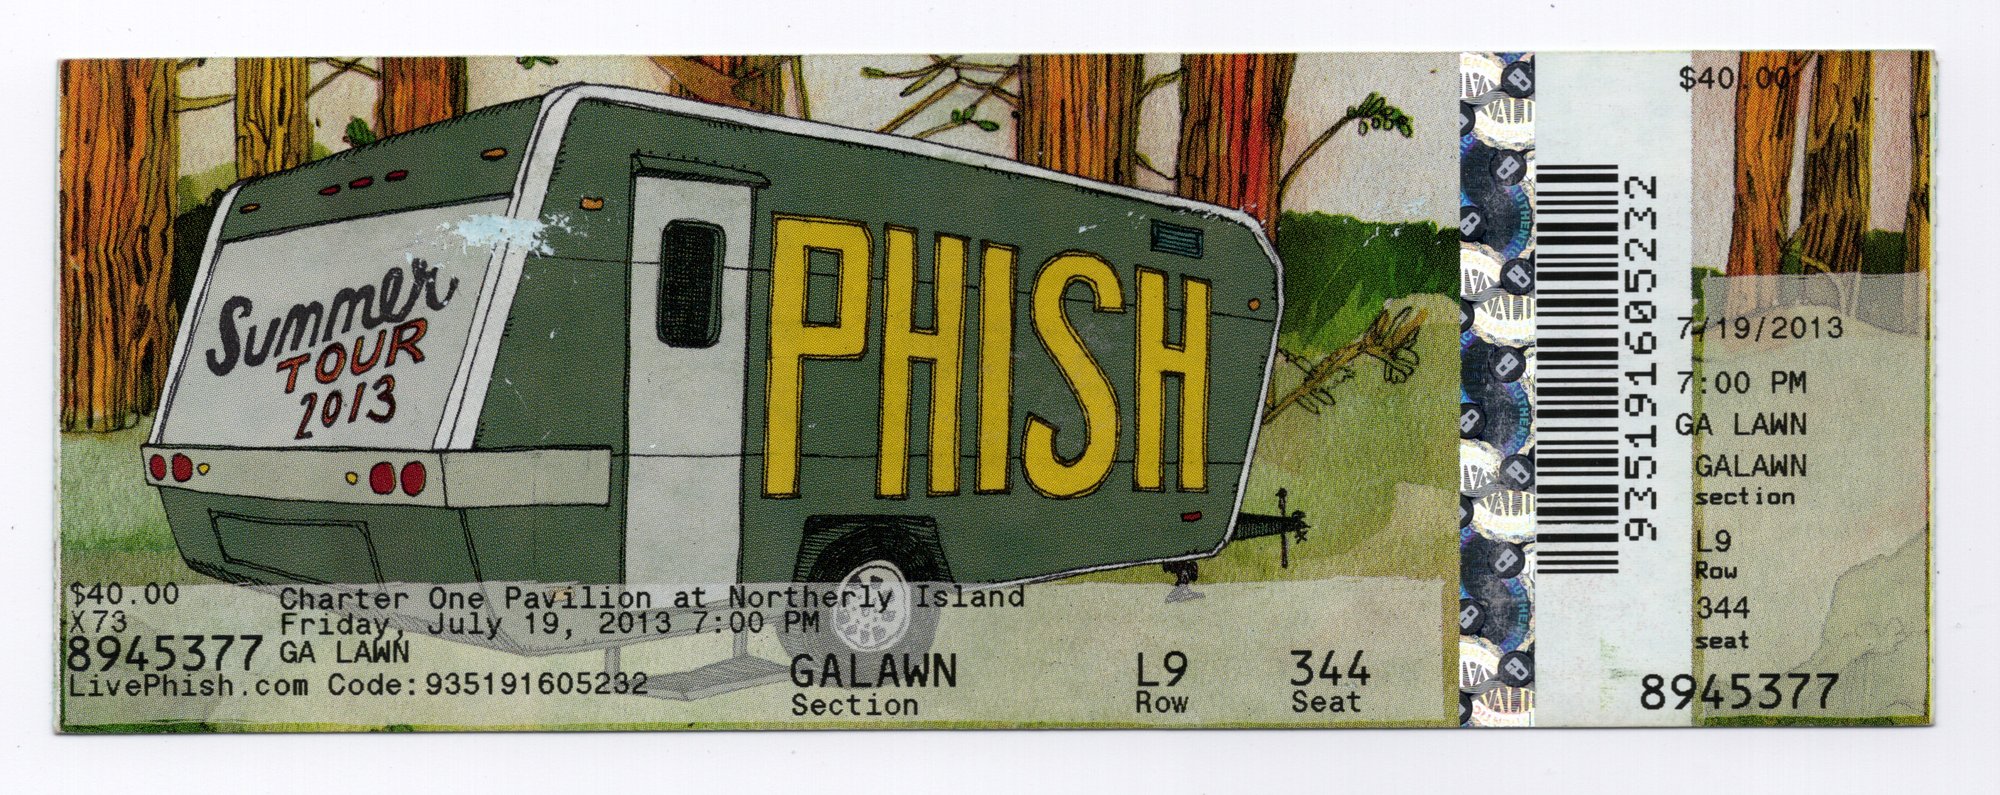 Summer
TOUR
2013
PHISH
$40.00
X73
8945377
LivePhish.com Code:935191605232
Charter One Pavilion at Northerly Island
Friday, July 19, 2013 7:00 PM
GA LAWN
GALAWN
Section
L9
Row
344
Seat
VALID
AUTHENTIC
935191605232
$40.00
7/19/2013
7:00 PM
GA LAWN
GALAWN
section
L9
Row
344
seat
8945377